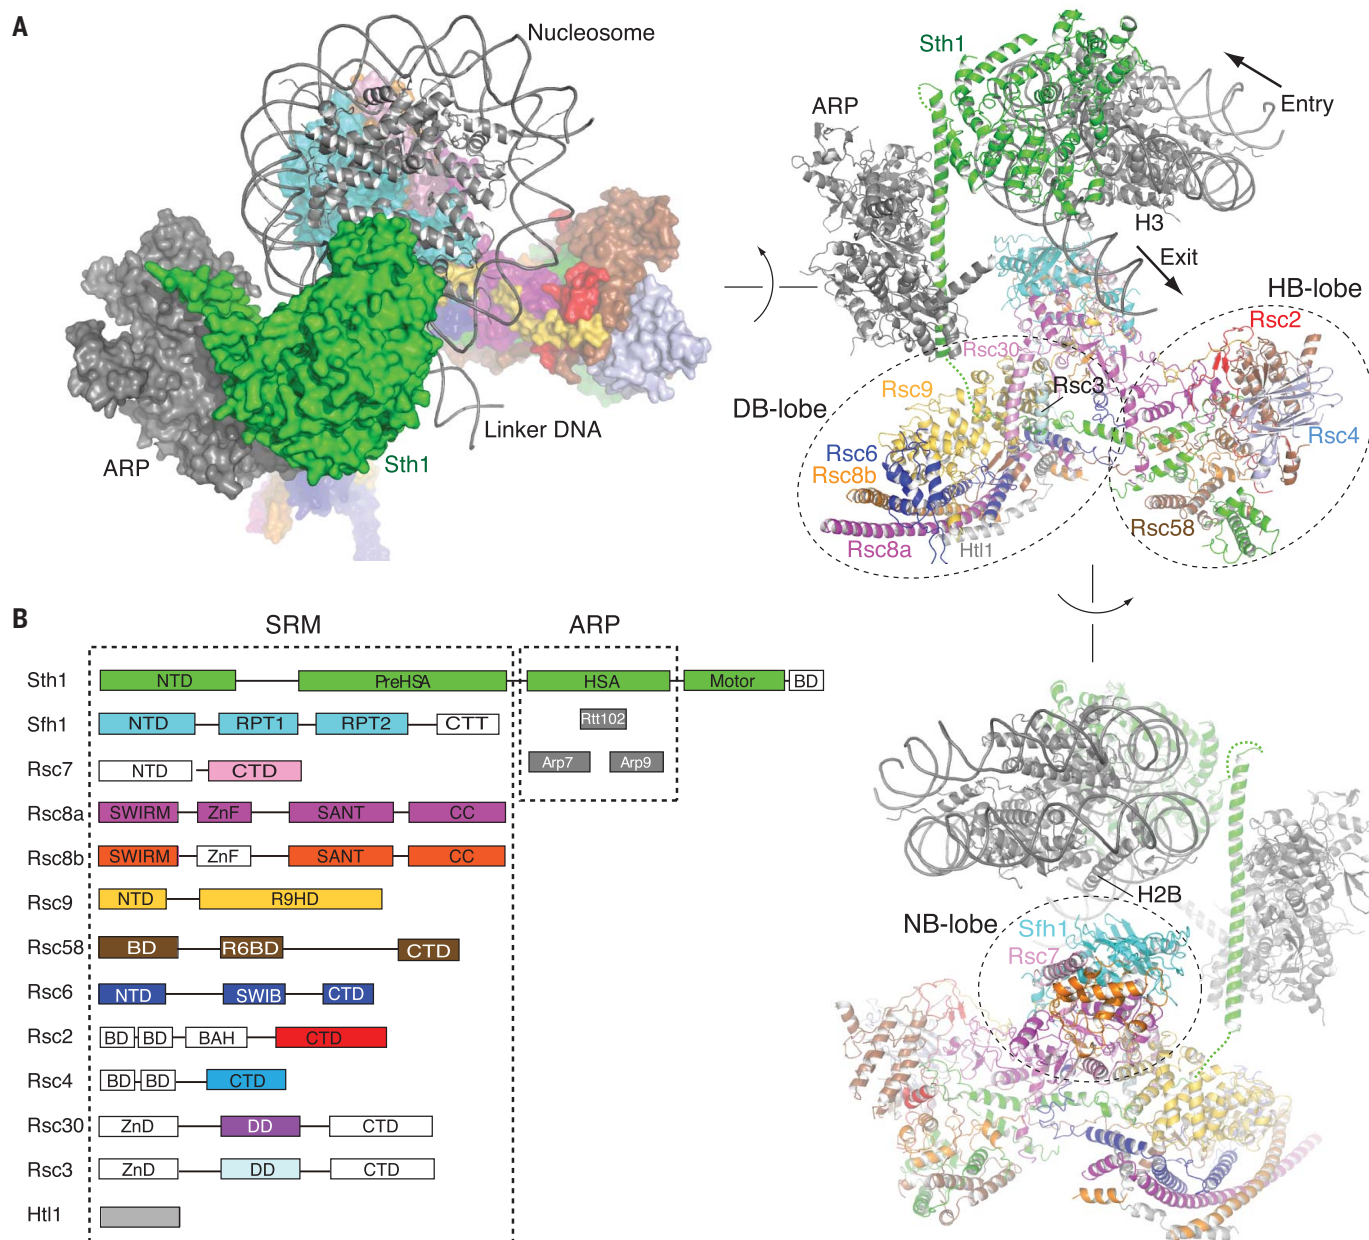 A
Nucleosome
ARP
Sth1
Linker DNA
Sth1
ARP
Entry
H3
Exit
HB-lobe
Rsc2
Rsc30
Rsc3
Rsc9
DB-lobe
Rsc4
Rsc6
Rsc8b
Rsc58
Rsc8a
Htl1
H2B
NB-lobe
Sfh1
Rsc7
B
SRM ARP
Sth1 NTD PreHSA HSA Motor BD
Sfh1 NTD RPT1 RPT2 CTT Rtt102
Rsc7 NTD CTD Arp7 Arp9
Rsc8a SWIRM ZnF SANT CC
Rsc8b SWIRM ZnF SANT CC
Rsc9 NTD R9HD
Rsc58 BD R6BD CTD
Rsc6 NTD SWIB CTD
Rsc2 BD BD BAH CTD
Rsc4 BD BD CTD
Rsc30 ZnD DD CTD
Rsc3 ZnD DD CTD
Htl1